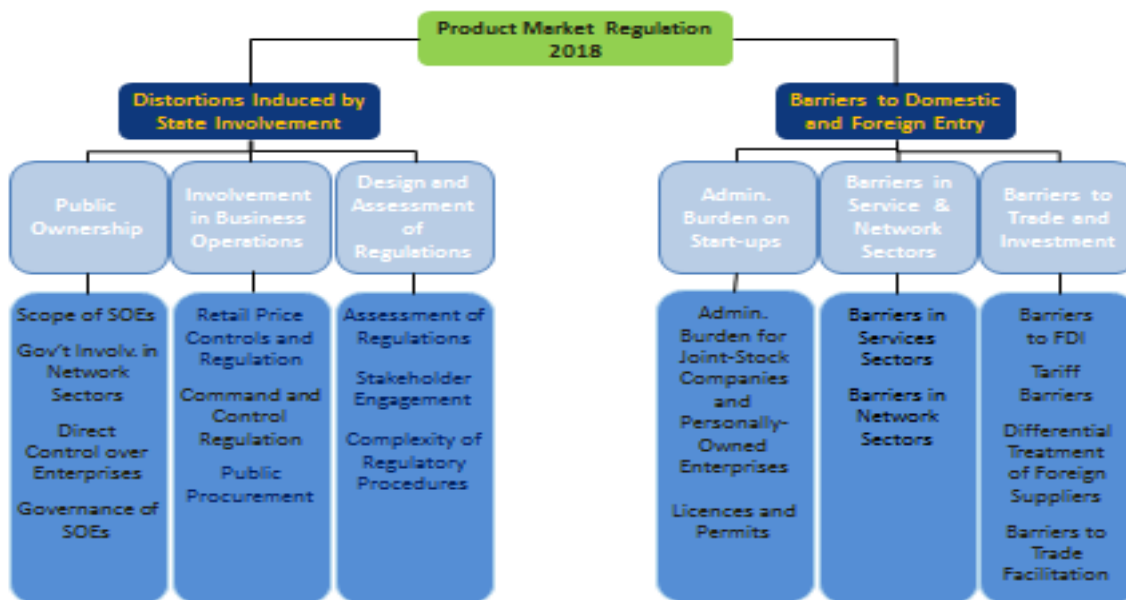 Product Market Regulation
2018
Distortions Induced by
State Involvement
Barriers to Domestic
and Foreign Entry
Public
Ownership
Involvement
in Business
Operations
Design and
Assessment
of
Regulations
Admin.
Burden on
Start-ups
Barriers in
Service &
Network
Sectors
Barriers to
Trade and
Investment
Scope of SOEs
Gov't Involv. in
Network
Sectors
Direct
Control over
Enterprises
Governance of
SOEs
Retail Price
Controls and
Regulation
Command and
Control
Regulation
Public
Procurement
Assessment of
Regulations
Stakeholder
Engagement
Complexity of
Regulatory
Procedures
Admin.
Burden for
Joint-Stock
Companies
and
Personally-
Owned
Enterprises
Licences and
Permits
Barriers in
Services
Sectors
Barriers in
Network
Sectors
Barriers
to FDI
Tariff
Barriers
Differential
Treatment
of Foreign
Suppliers
Barriers to
Trade
Facilitation